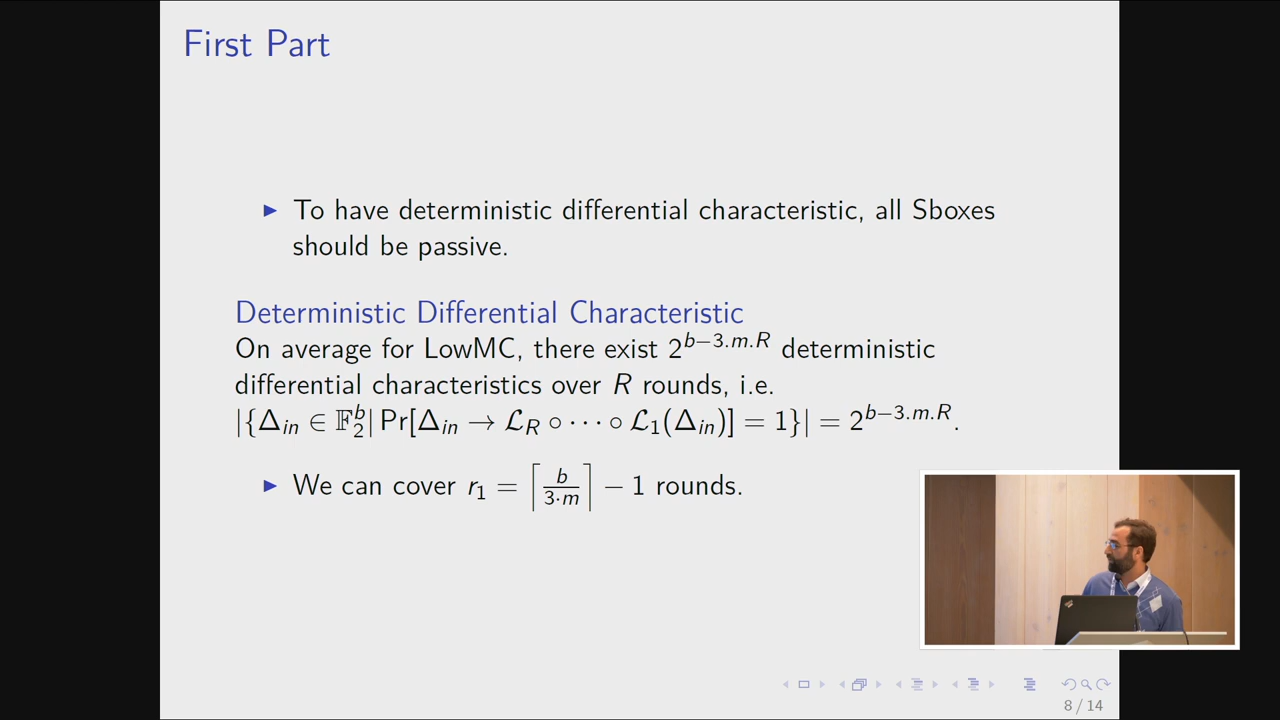 First Part
▶ To have deterministic differential characteristic, all Sboxes
should be passive.
Deterministic Differential Characteristic
On average for LowMC, there exist 2^{b−3.m.R} deterministic
differential characteristics over R rounds, i.e.
|{Δ_{in} ∈ 𝔽_2^b | Pr[Δ_{in} → ℒ_R ∘ ⋯ ∘ ℒ_1(Δ_{in})] = 1}| = 2^{b−3.m.R}.
▶ We can cover r_1 = ⌈b/(3·m)⌉ − 1 rounds.
8 / 14